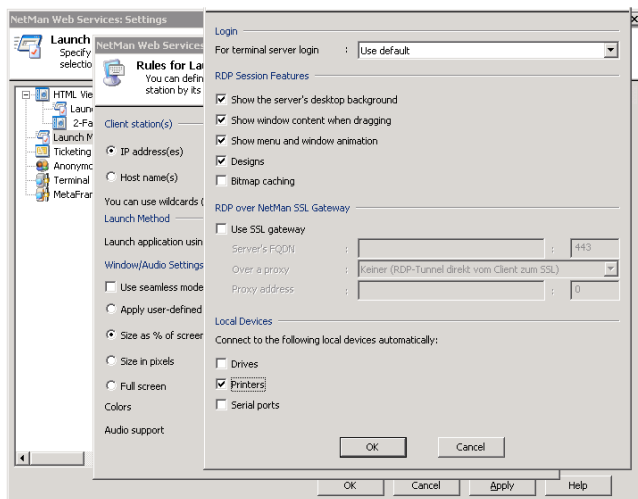 NetMan Web Services: Settings
Launch
Specify
selectio
HTML Vie
Laun
2-Fa
Launch M
Ticketing
Anonymo
Terminal
MetaFrar
NetMan Web Services
Rules for La
You can defin
station by its
Client station(s)
IP address(es)
Host name(s)
You can use wildcards (
Launch Method
Launch application usin
Window/Audio Settings
Use seamless mode
Apply user-defined
Size as % of screen
Size in pixels
Full screen
Colors
Audio support
Login
For terminal server login : Use default
RDP Session Features
Show the server's desktop background
Show window content when dragging
Show menu and window animation
Designs
Bitmap caching
RDP over NetMan SSL Gateway
Use SSL gateway
Server's FQDN : : 443
Over a proxy : Keiner (RDP-Tunnel direkt vom Client zum SSL)
Proxy address : : 0
Local Devices
Connect to the following local devices automatically:
Drives
Printers
Serial ports
OK Cancel
OK Cancel Apply Help